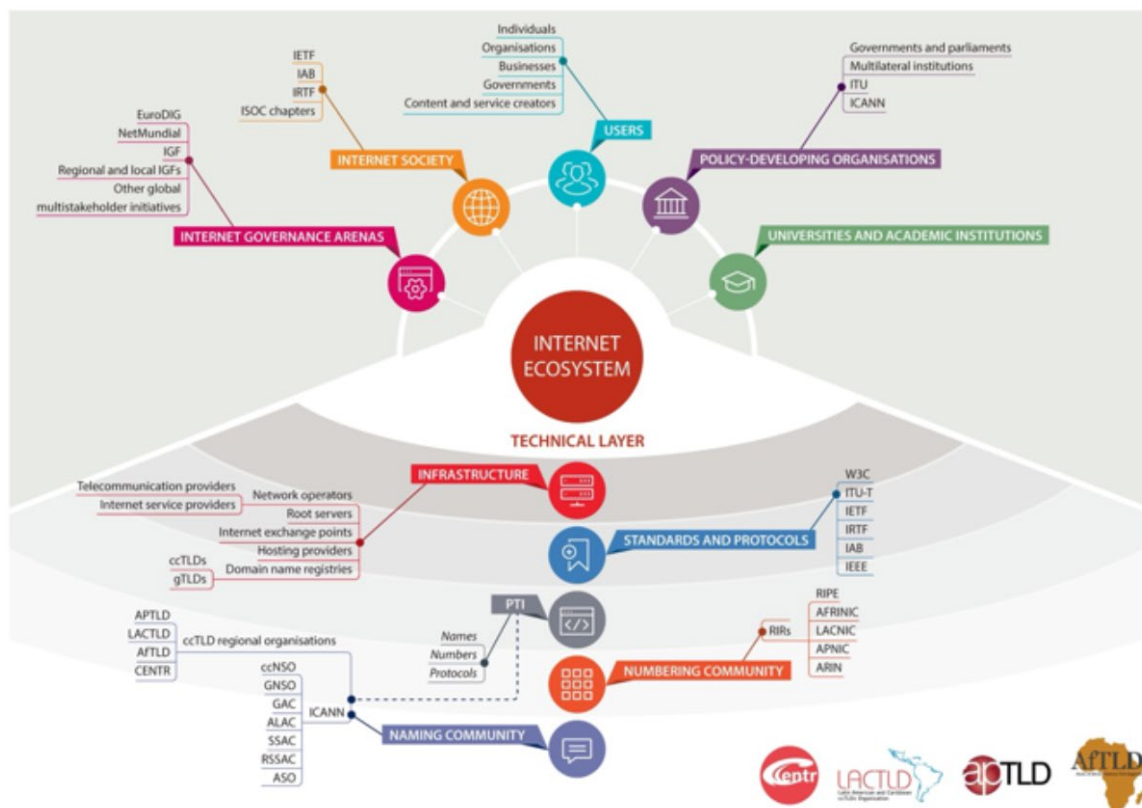 Individuals
Organisations
Businesses
Governments
Content and service creators
USERS
IETF
IAB
IRTF
ISOC chapters
INTERNET SOCIETY
Governments and parliaments
Multilateral institutions
ITU
ICANN
POLICY-DEVELOPING ORGANISATIONS
EuroDIG
NetMundial
IGF
Regional and local IGFs
Other global
multistakeholder initiatives
INTERNET GOVERNANCE ARENAS
UNIVERSITIES AND ACADEMIC INSTITUTIONS
INTERNET
ECOSYSTEM
TECHNICAL LAYER
INFRASTRUCTURE
Telecommunication providers
Internet service providers
Network operators
Root servers
Internet exchange points
Hosting providers
Domain name registries
ccTLDs
gTLDs
W3C
ITU-T
IETF
IRTF
IAB
IEEE
STANDARDS AND PROTOCOLS
PTI
Names
Numbers
Protocols
RIPE
AFRINIC
LACNIC
APNIC
ARIN
RIRs
NUMBERING COMMUNITY
APTLD
LACTLD
AfTLD
CENTR
ccTLD regional organisations
ccNSO
GNSO
GAC
ALAC
SSAC
RSSAC
ASO
ICANN
NAMING COMMUNITY
Centr
LACTLD
apTLD
AfTLD